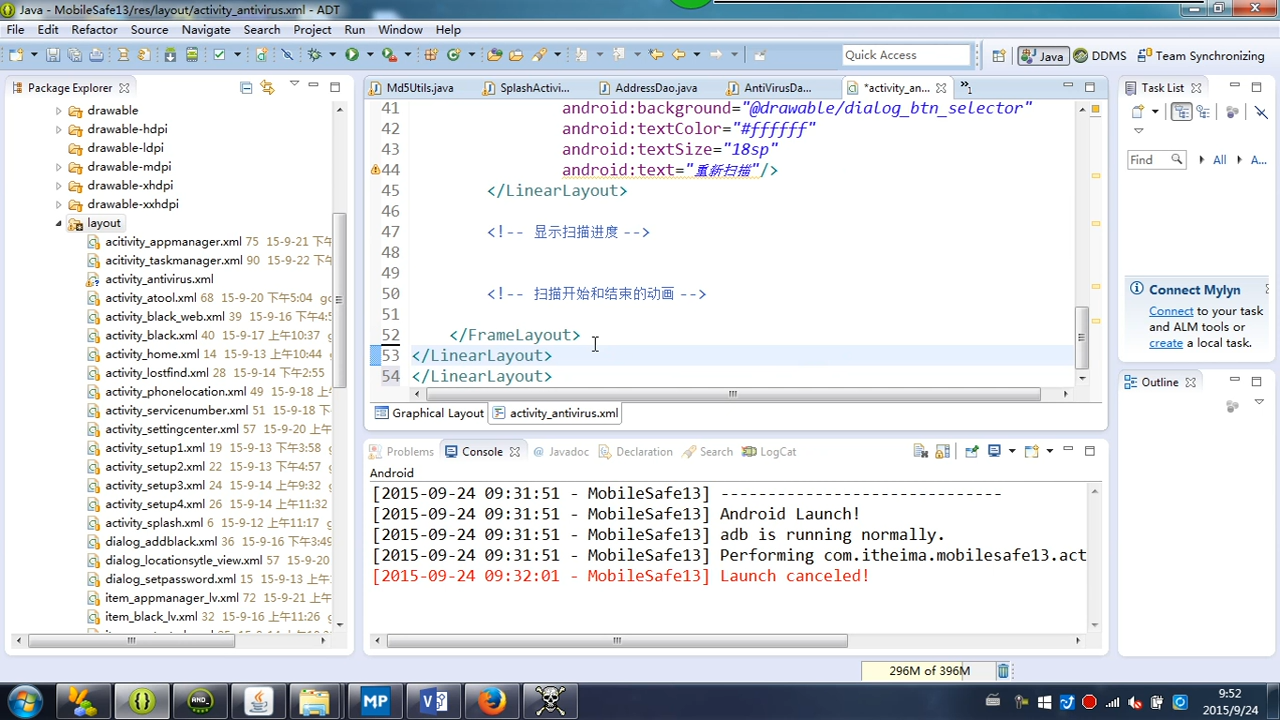 Java - MobileSafe13/res/layout/activity_antivirus.xml - ADT
File Edit Refactor Source Navigate Search Project Run Window Help
Quick Access
Java
DDMS
Team Synchronizing
Package Explorer
drawable
drawable-hdpi
drawable-ldpi
drawable-mdpi
drawable-xhdpi
drawable-xxhdpi
layout
acitivity_appmanager.xml 75 15-9-21 下午
acitivity_taskmanager.xml 90 15-9-22 下午
activity_antivirus.xml
activity_atool.xml 68 15-9-20 下午5:04
activity_black_web.xml 39 15-9-16 下午4:5
activity_black.xml 40 15-9-17 上午10:37
activity_home.xml 14 15-9-13 上午10:44
activity_lostfind.xml 28 15-9-14 下午2:55
activity_phonelocation.xml 49 15-9-18
activity_servicenumber.xml 51 15-9-18 下
activity_settingcenter.xml 57 15-9-20 下
activity_setup1.xml 19 15-9-13 下午3:58
activity_setup2.xml 22 15-9-13 下午4:57
activity_setup3.xml 24 15-9-14 上午9:32
activity_setup4.xml 26 15-9-14 上午11:32
activity_splash.xml 6 15-9-12 上午11:17
dialog_addblack.xml 36 15-9-16 下午3:49
dialog_locationsytle_view.xml 57 15-9-20
dialog_setpassword.xml 15 15-9-13 上午
item_appmanager_lv.xml 72 15-9-21 上
item_black_lv.xml 32 15-9-16 上午11:26
Md5Utils.java
SplashActivi...
AddressDao.java
AntiVirusDa...
*activity_an...
41 android:background="@drawable/dialog_btn_selector"
42 android:textColor="#ffffff"
43 android:textSize="18sp"
44 android:text="重新扫描"/>
45 </LinearLayout>
46
47 <!-- 显示扫描进度 -->
48
49
50 <!-- 扫描开始和结束的动画 -->
51
52 </FrameLayout>
53 </LinearLayout>
54 </LinearLayout>
Graphical Layout
activity_antivirus.xml
Problems Console Javadoc Declaration Search LogCat
Android
[2015-09-24 09:31:51 - MobileSafe13] ------------------------------
[2015-09-24 09:31:51 - MobileSafe13] Android Launch!
[2015-09-24 09:31:51 - MobileSafe13] adb is running normally.
[2015-09-24 09:31:51 - MobileSafe13] Performing com.itheima.mobilesafe13.act
[2015-09-24 09:32:01 - MobileSafe13] Launch canceled!
Task List
Find
All
A...
Connect Mylyn
Connect to your task
and ALM tools or
create a local task.
Outline
296M of 396M
MP
9:52
2015/9/24